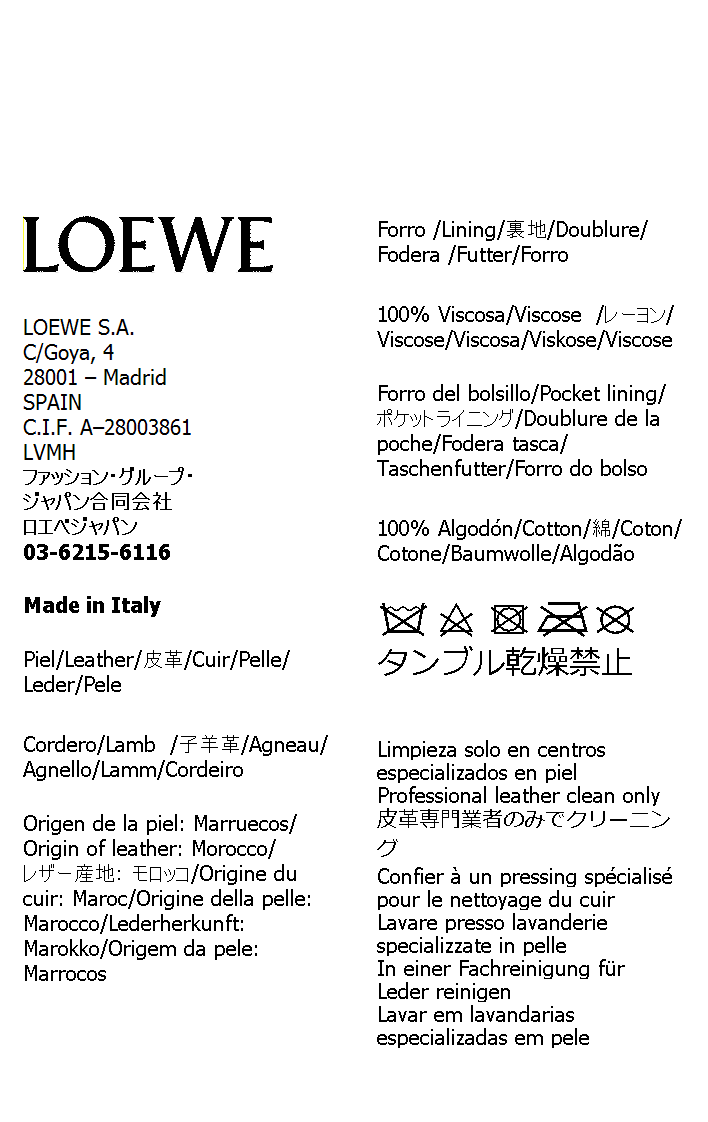 LOEWE
LOEWE S.A.
C/Goya, 4
28001 – Madrid
SPAIN
C.I.F. A–28003861
LVMH
ファッション・グループ・
ジャパン合同会社
ロエベジャパン
03-6215-6116
Made in Italy
Piel/Leather/皮革/Cuir/Pelle/
Leder/Pele
Cordero/Lamb /子羊革/Agneau/
Agnello/Lamm/Cordeiro
Origen de la piel: Marruecos/
Origin of leather: Morocco/
レザー産地: モロッコ/Origine du
cuir: Maroc/Origine della pelle:
Marocco/Lederherkunft:
Marokko/Origem da pele:
Marrocos
Forro /Lining/裏地/Doublure/
Fodera /Futter/Forro
100% Viscosa/Viscose /レーヨン/
Viscose/Viscosa/Viskose/Viscose
Forro del bolsillo/Pocket lining/
ポケットライニング/Doublure de la
poche/Fodera tasca/
Taschenfutter/Forro do bolso
100% Algodón/Cotton/綿/Coton/
Cotone/Baumwolle/Algodão
タンブル乾燥禁止
Limpieza solo en centros
especializados en piel
Professional leather clean only
皮革専門業者のみでクリーニン
グ
Confier à un pressing spécialisé
pour le nettoyage du cuir
Lavare presso lavanderie
specializzate in pelle
In einer Fachreinigung für
Leder reinigen
Lavar em lavandarias
especializadas em pele